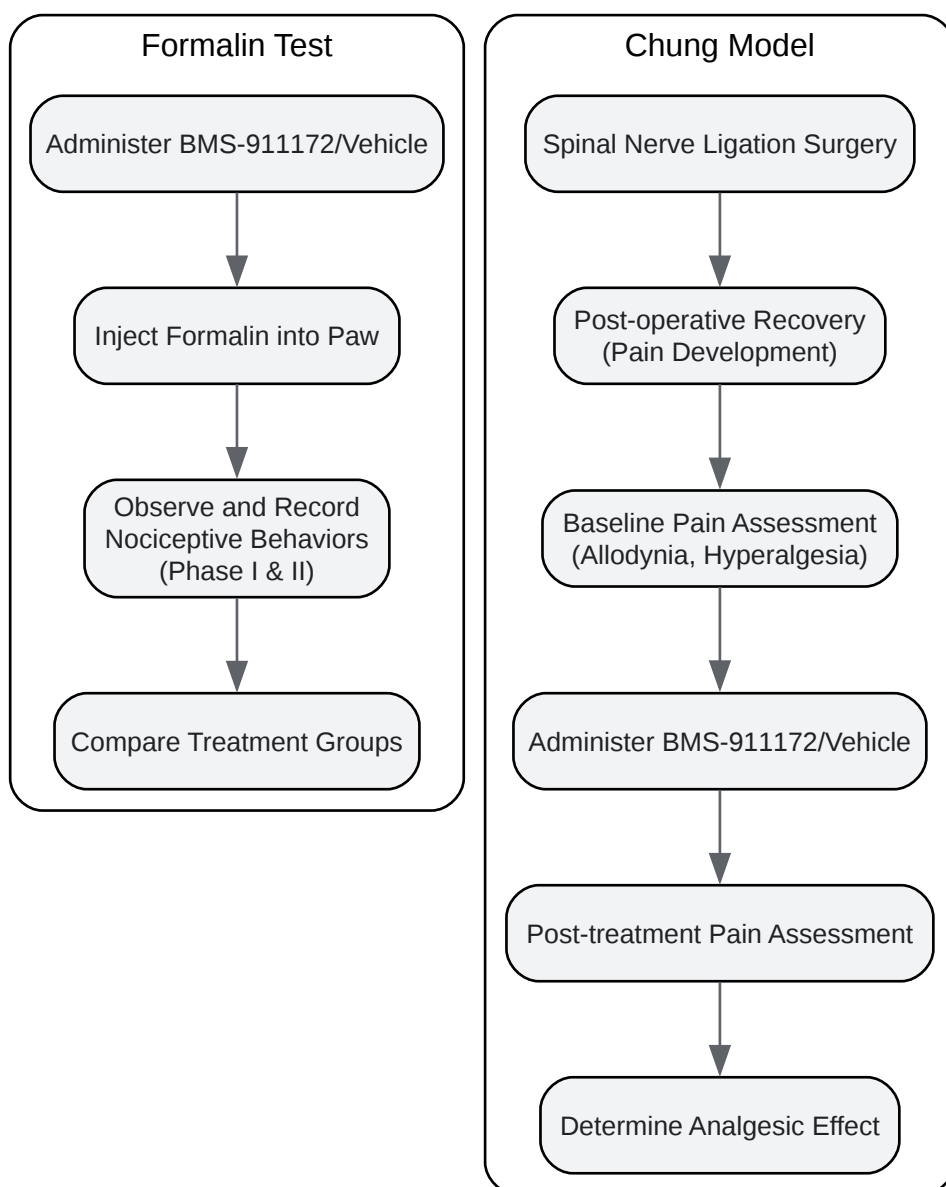 Formalin Test
Administer BMS-911172/Vehicle
Inject Formalin into Paw
Observe and Record
Nociceptive Behaviors
(Phase I & II)
Compare Treatment Groups
Chung Model
Spinal Nerve Ligation Surgery
Post-operative Recovery
(Pain Development)
Baseline Pain Assessment
(Allodynia, Hyperalgesia)
Administer BMS-911172/Vehicle
Post-treatment Pain Assessment
Determine Analgesic Effect